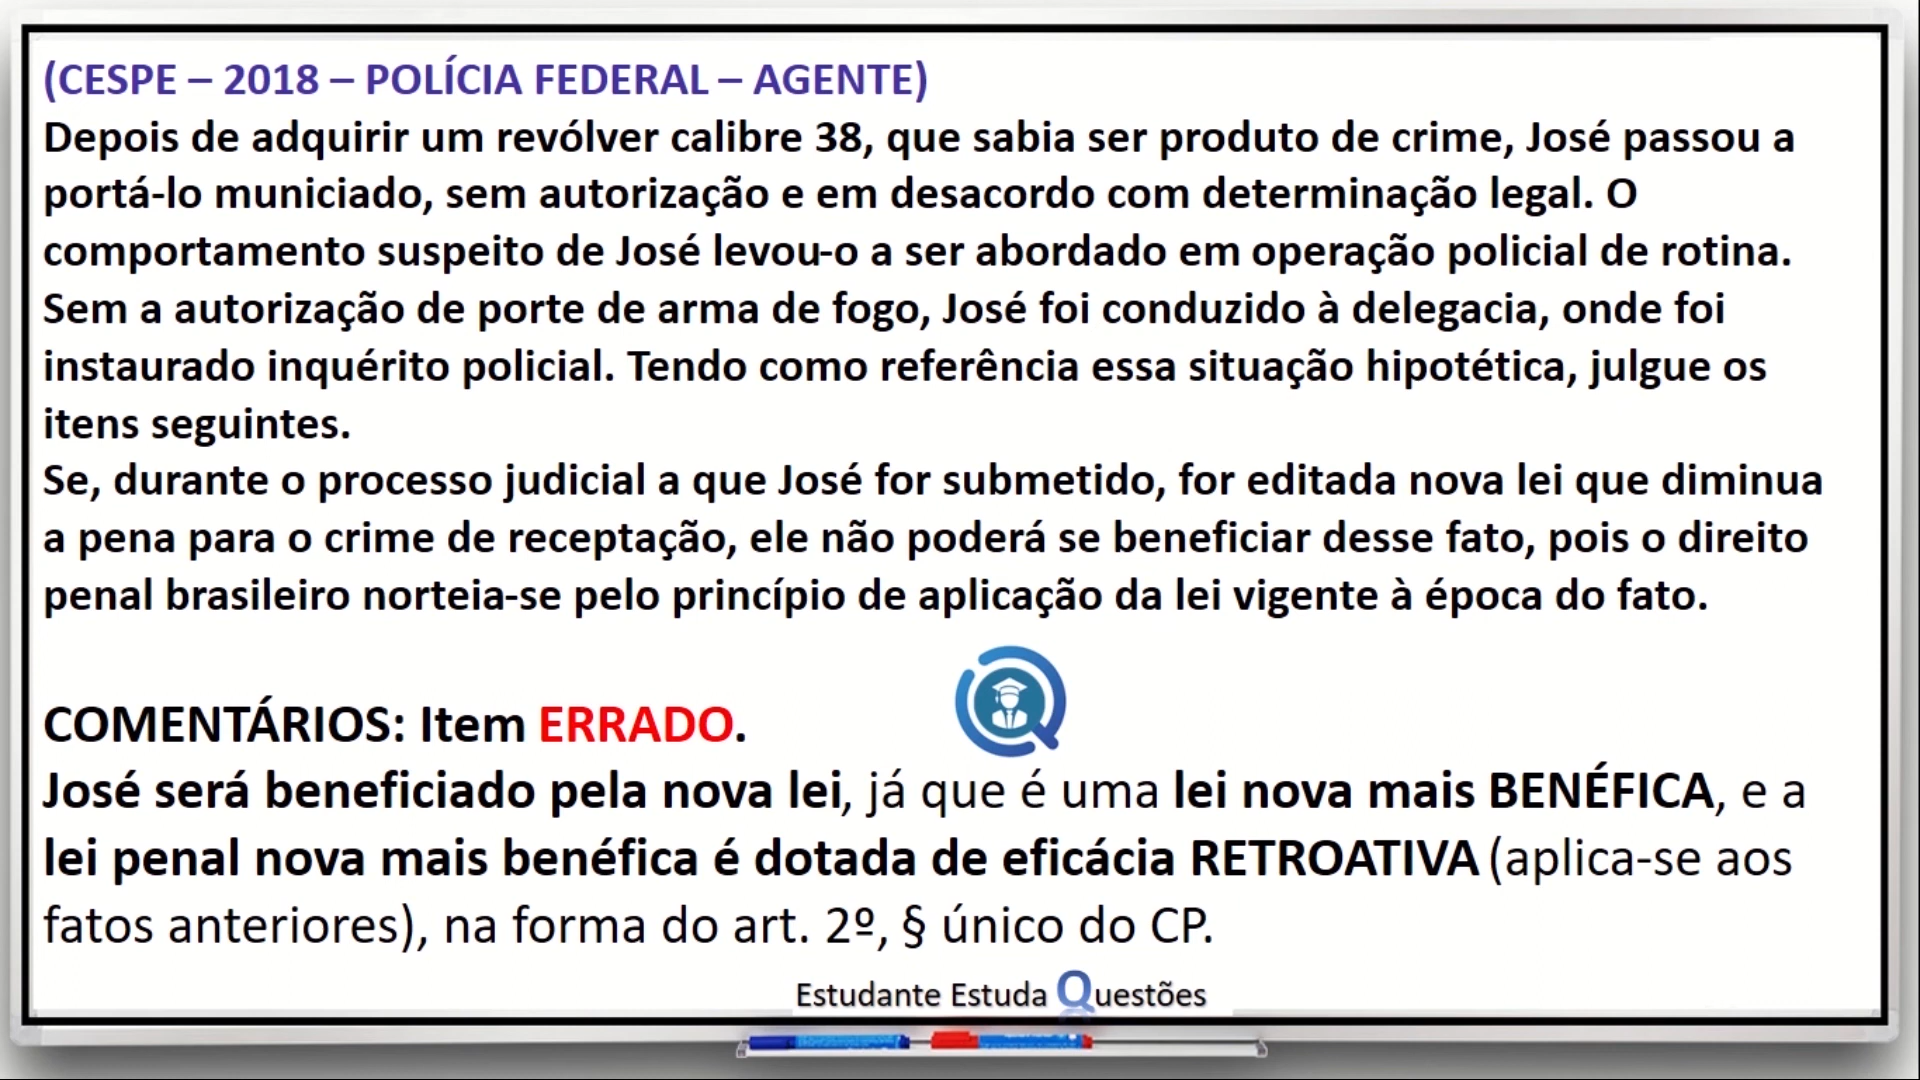 (CESPE – 2018 – POLÍCIA FEDERAL – AGENTE)
Depois de adquirir um revólver calibre 38, que sabia ser produto de crime, José passou a
portá-lo municiado, sem autorização e em desacordo com determinação legal. O
comportamento suspeito de José levou-o a ser abordado em operação policial de rotina.
Sem a autorização de porte de arma de fogo, José foi conduzido à delegacia, onde foi
instaurado inquérito policial. Tendo como referência essa situação hipotética, julgue os
itens seguintes.
Se, durante o processo judicial a que José for submetido, for editada nova lei que diminua
a pena para o crime de receptação, ele não poderá se beneficiar desse fato, pois o direito
penal brasileiro norteia-se pelo princípio de aplicação da lei vigente à época do fato.
COMENTÁRIOS: Item ERRADO.
José será beneficiado pela nova lei, já que é uma lei nova mais BENÉFICA, e a
lei penal nova mais benéfica é dotada de eficácia RETROATIVA (aplica-se aos
fatos anteriores), na forma do art. 2º, § único do CP.
Estudante Estuda Questões